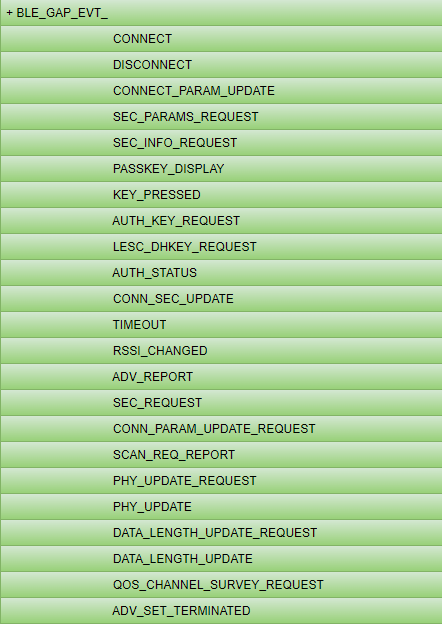 + BLE_GAP_EVT_
CONNECT
DISCONNECT
CONNECT_PARAM_UPDATE
SEC_PARAMS_REQUEST
SEC_INFO_REQUEST
PASSKEY_DISPLAY
KEY_PRESSED
AUTH_KEY_REQUEST
LESC_DHKEY_REQUEST
AUTH_STATUS
CONN_SEC_UPDATE
TIMEOUT
RSSI_CHANGED
ADV_REPORT
SEC_REQUEST
CONN_PARAM_UPDATE_REQUEST
SCAN_REQ_REPORT
PHY_UPDATE_REQUEST
PHY_UPDATE
DATA_LENGTH_UPDATE_REQUEST
DATA_LENGTH_UPDATE
QOS_CHANNEL_SURVEY_REQUEST
ADV_SET_TERMINATED